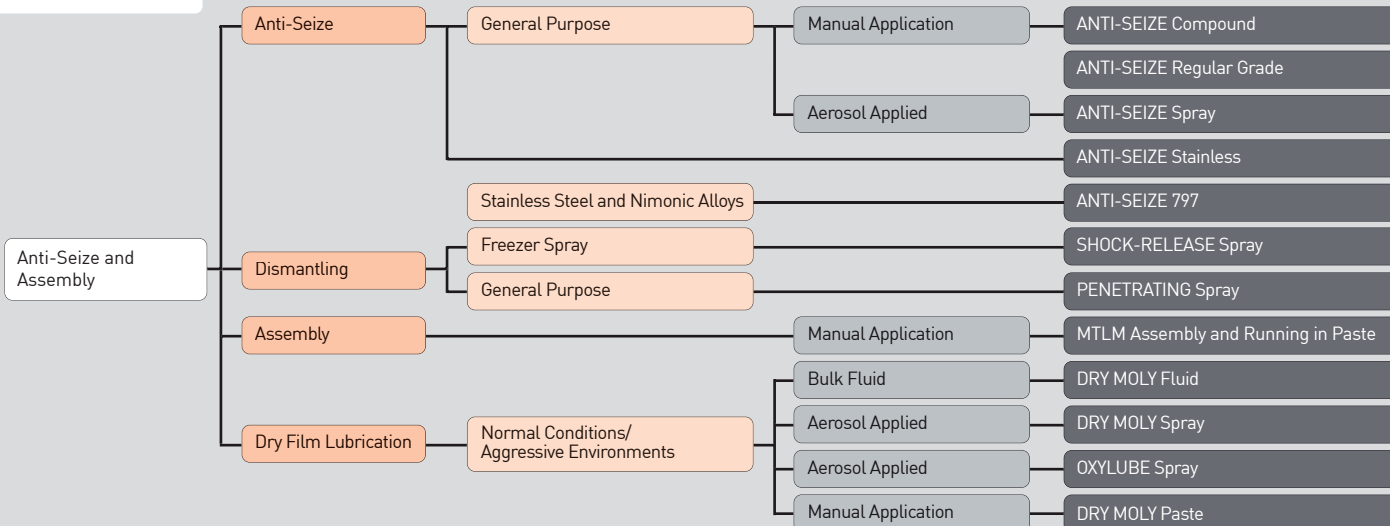 Anti-Seize
General Purpose
Manual Application
ANTI-SEIZE Compound
ANTI-SEIZE Regular Grade
Aerosol Applied
ANTI-SEIZE Spray
ANTI-SEIZE Stainless
Stainless Steel and Nimonic Alloys
ANTI-SEIZE 797
Anti-Seize and
Assembly
Dismantling
Freezer Spray
SHOCK-RELEASE Spray
General Purpose
PENETRATING Spray
Assembly
Manual Application
MTLM Assembly and Running in Paste
Dry Film Lubrication
Normal Conditions/
Aggressive Environments
Bulk Fluid
DRY MOLY Fluid
Aerosol Applied
DRY MOLY Spray
Aerosol Applied
OXYLUBE Spray
Manual Application
DRY MOLY Paste